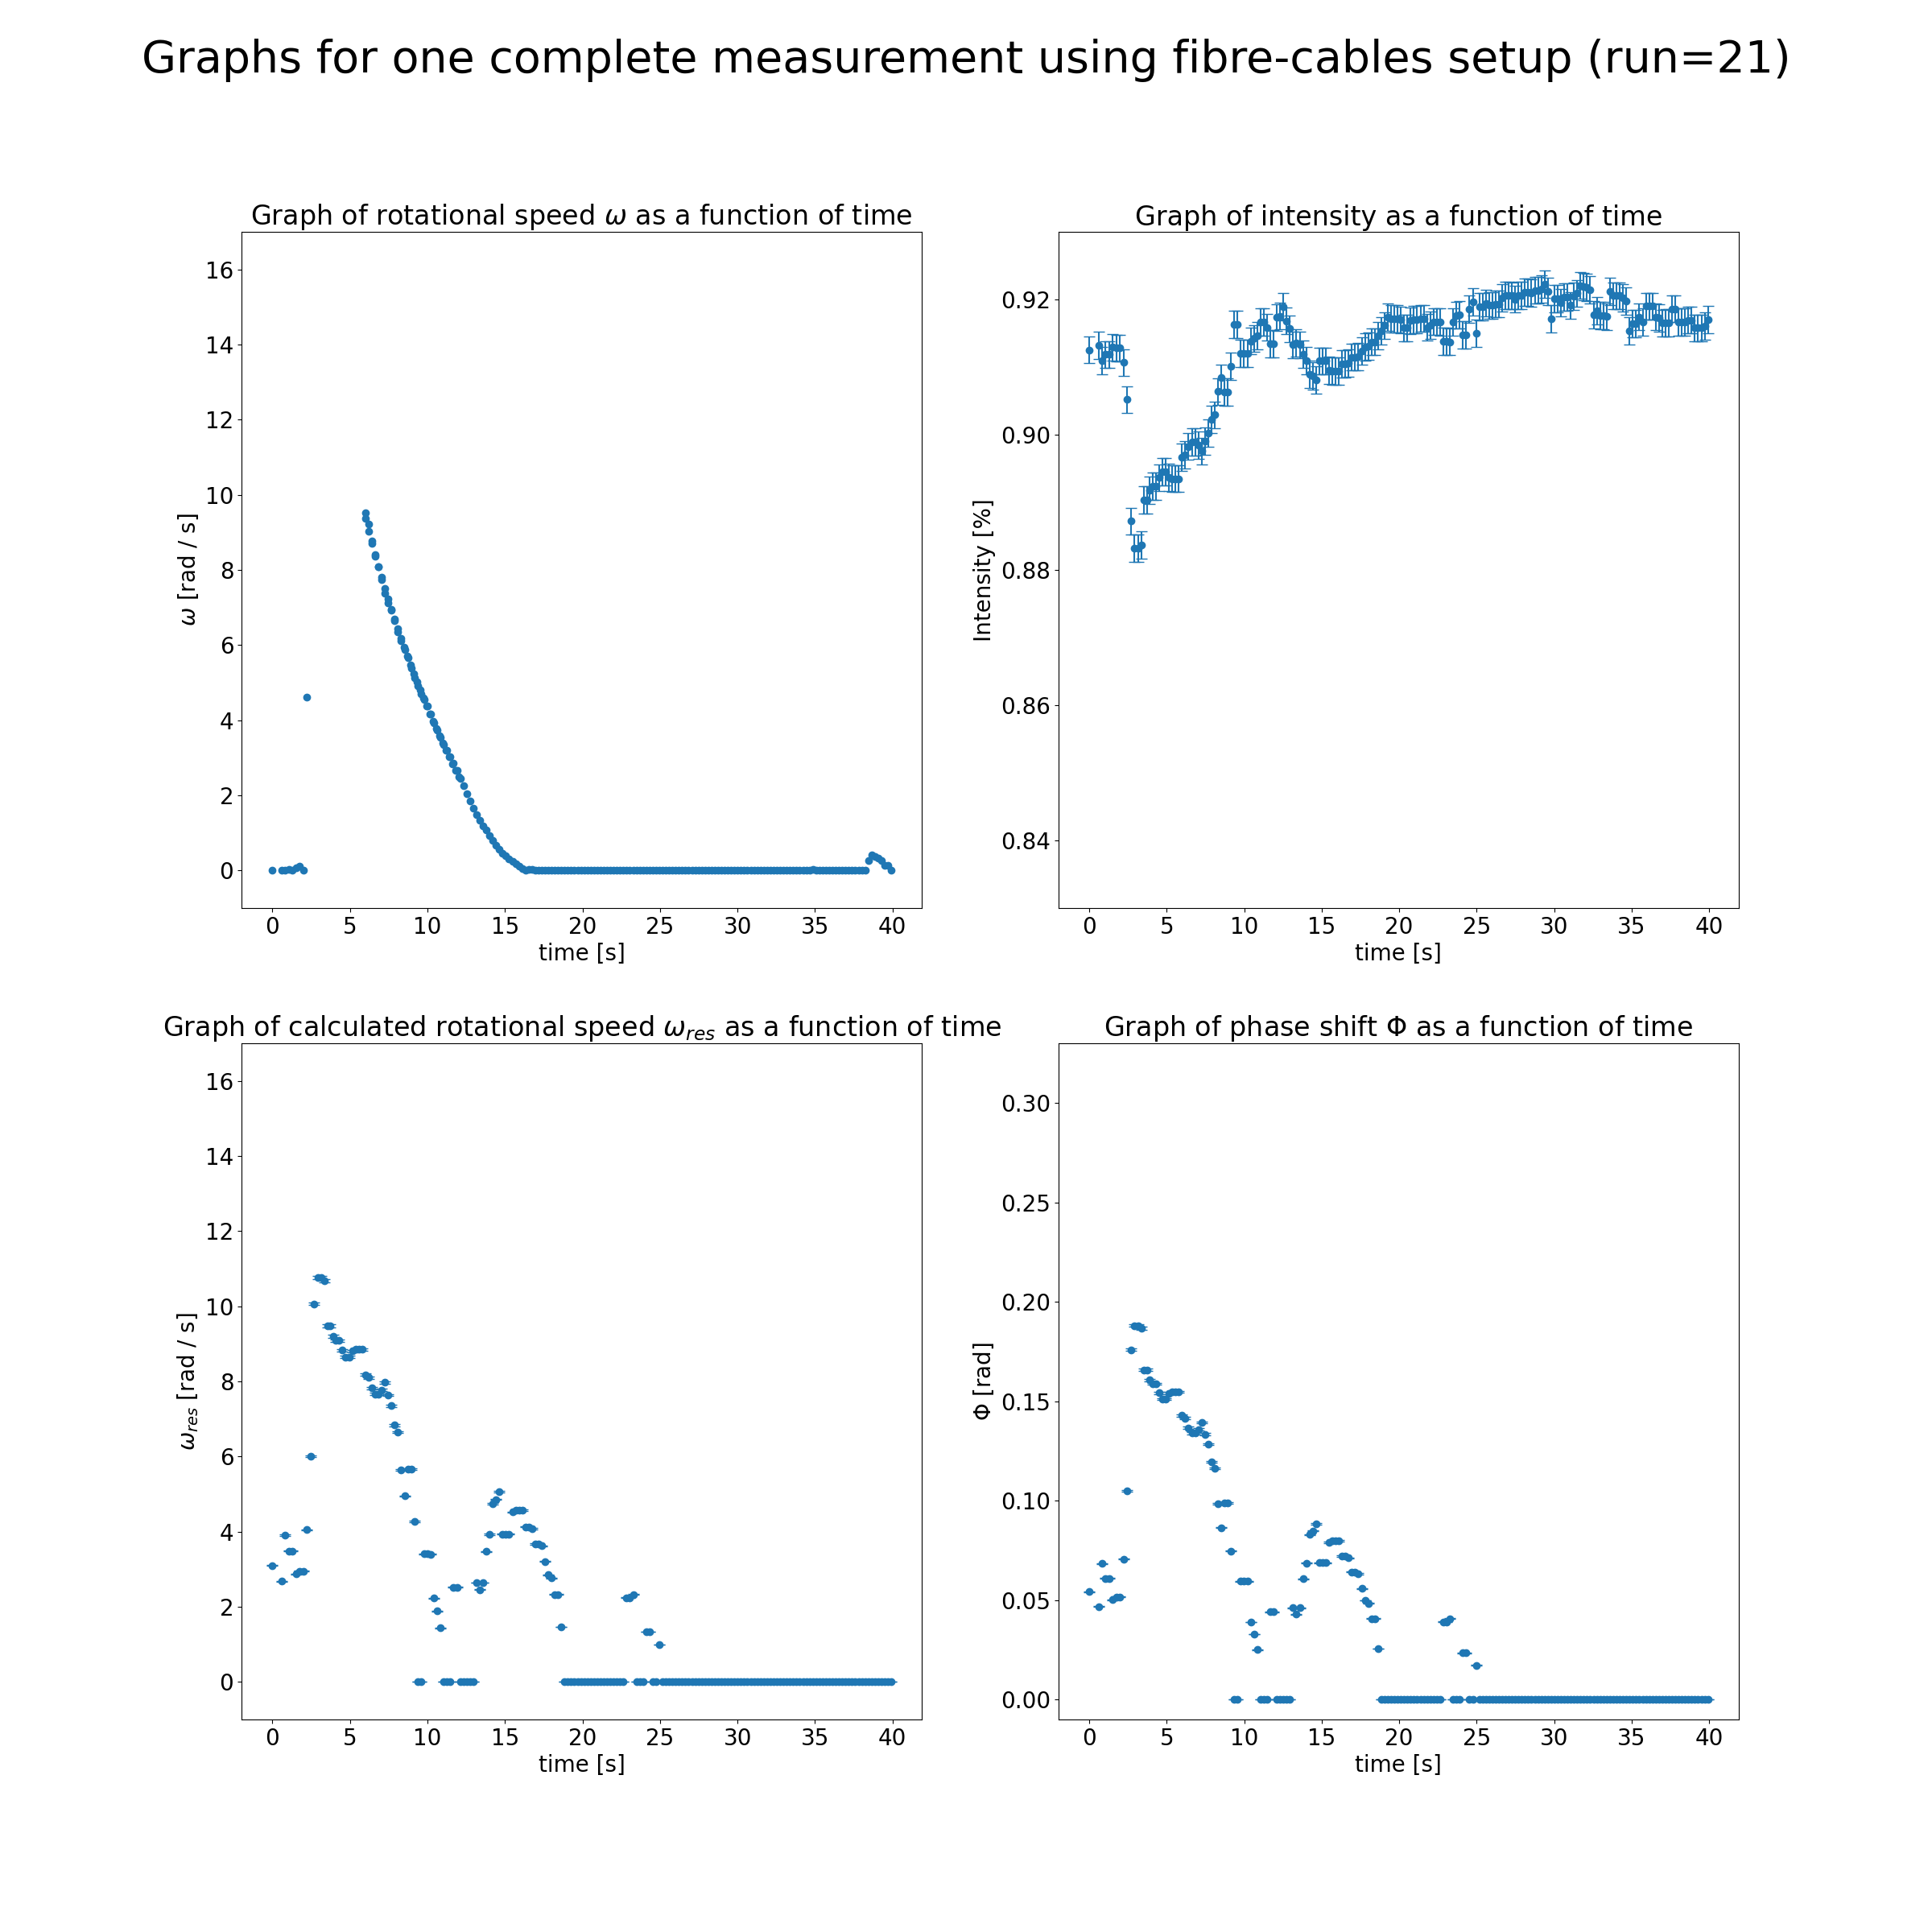 Graphs for one complete measurement using fibre-cables setup (run=21)
Graph of rotational speed ω as a function of time
16
14
12
10
8
6
4
2
0
ω [rad / s]
0 5 10 15 20 25 30 35 40
time [s]
Graph of intensity as a function of time
0.92
0.90
0.88
0.86
0.84
Intensity [%]
0 5 10 15 20 25 30 35 40
time [s]
Graph of calculated rotational speed ω_res as a function of time
16
14
12
10
8
6
4
2
0
ω_res [rad / s]
0 5 10 15 20 25 30 35 40
time [s]
Graph of phase shift Φ as a function of time
0.30
0.25
0.20
0.15
0.10
0.05
0.00
Φ [rad]
0 5 10 15 20 25 30 35 40
time [s]